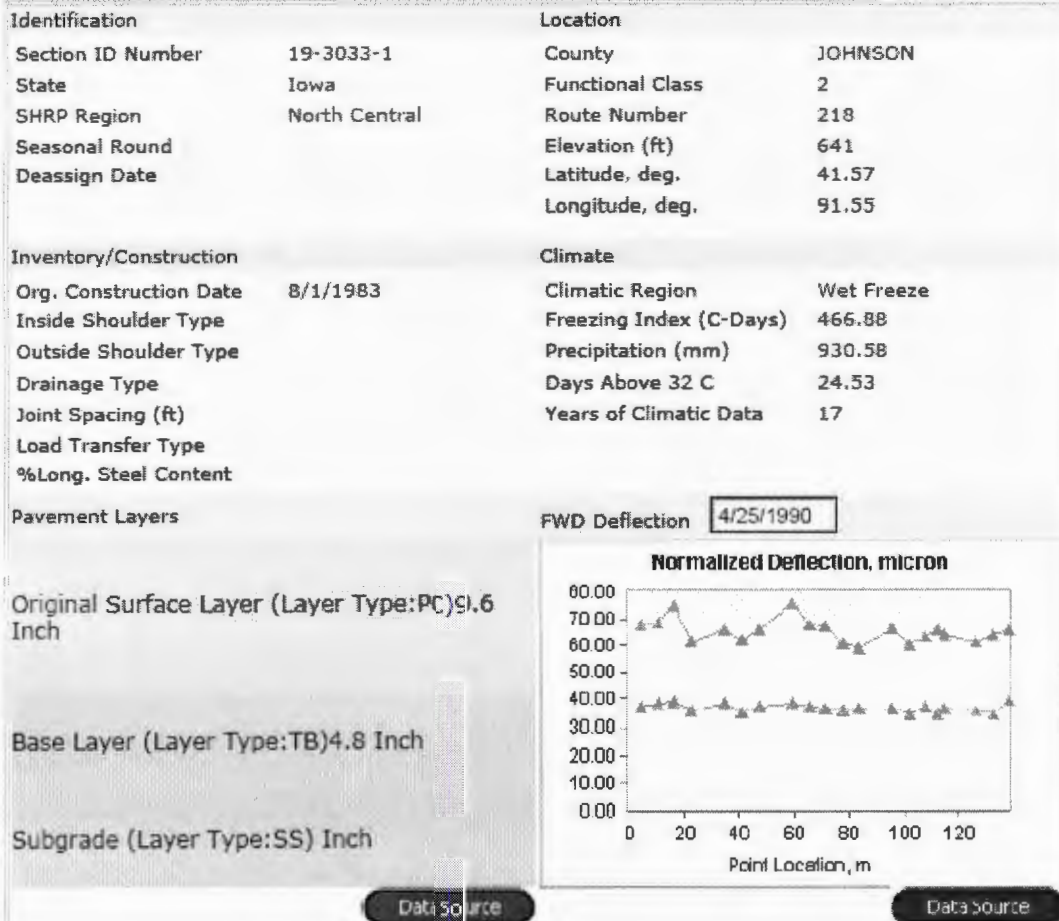 Identification
Section ID Number 19-3033-1
State Iowa
SHRP Region North Central
Seasonal Round
Deassign Date
Location
County JOHNSON
Functional Class 2
Route Number 218
Elevation (ft) 641
Latitude, deg. 41.57
Longitude, deg. 91.55
Inventory/Construction
Org. Construction Date 8/1/1983
Inside Shoulder Type
Outside Shoulder Type
Drainage Type
Joint Spacing (ft)
Load Transfer Type
%Long. Steel Content
Climate
Climatic Region Wet Freeze
Freezing Index (C-Days) 466.88
Precipitation (mm) 930.58
Days Above 32 C 24.53
Years of Climatic Data 17
Pavement Layers
Original Surface Layer (Layer Type:PC)9.6
Inch
Base Layer (Layer Type:TB)4.8 Inch
Subgrade (Layer Type:SS) Inch
Data Source
FWD Deflection 4/25/1990
Normalized Deflection, micron
80.00
70.00
60.00
50.00
40.00
30.00
20.00
10.00
0.00
0 20 40 60 80 100 120
Point Location, m
Data Source